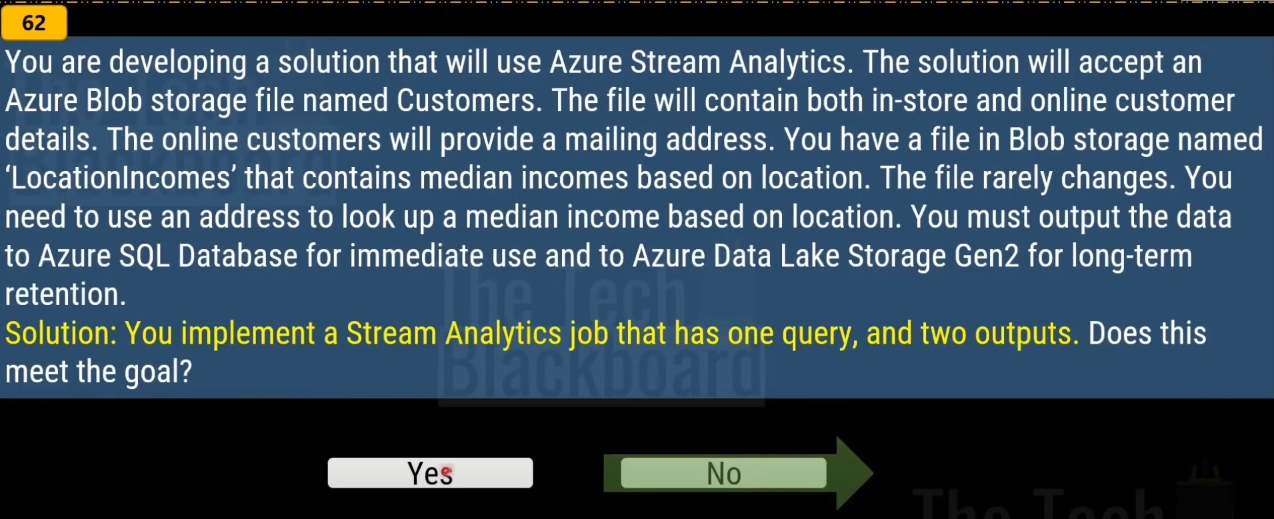 62
You are developing a solution that will use Azure Stream Analytics. The solution will accept an
Azure Blob storage file named Customers. The file will contain both in-store and online customer
details. The online customers will provide a mailing address. You have a file in Blob storage named
‘LocationIncomes’ that contains median incomes based on location. The file rarely changes. You
need to use an address to look up a median income based on location. You must output the data
to Azure SQL Database for immediate use and to Azure Data Lake Storage Gen2 for long-term
retention.
Solution: You implement a Stream Analytics job that has one query, and two outputs. Does this
meet the goal?
The Tech
Blackboard
Yes
No
The Tech